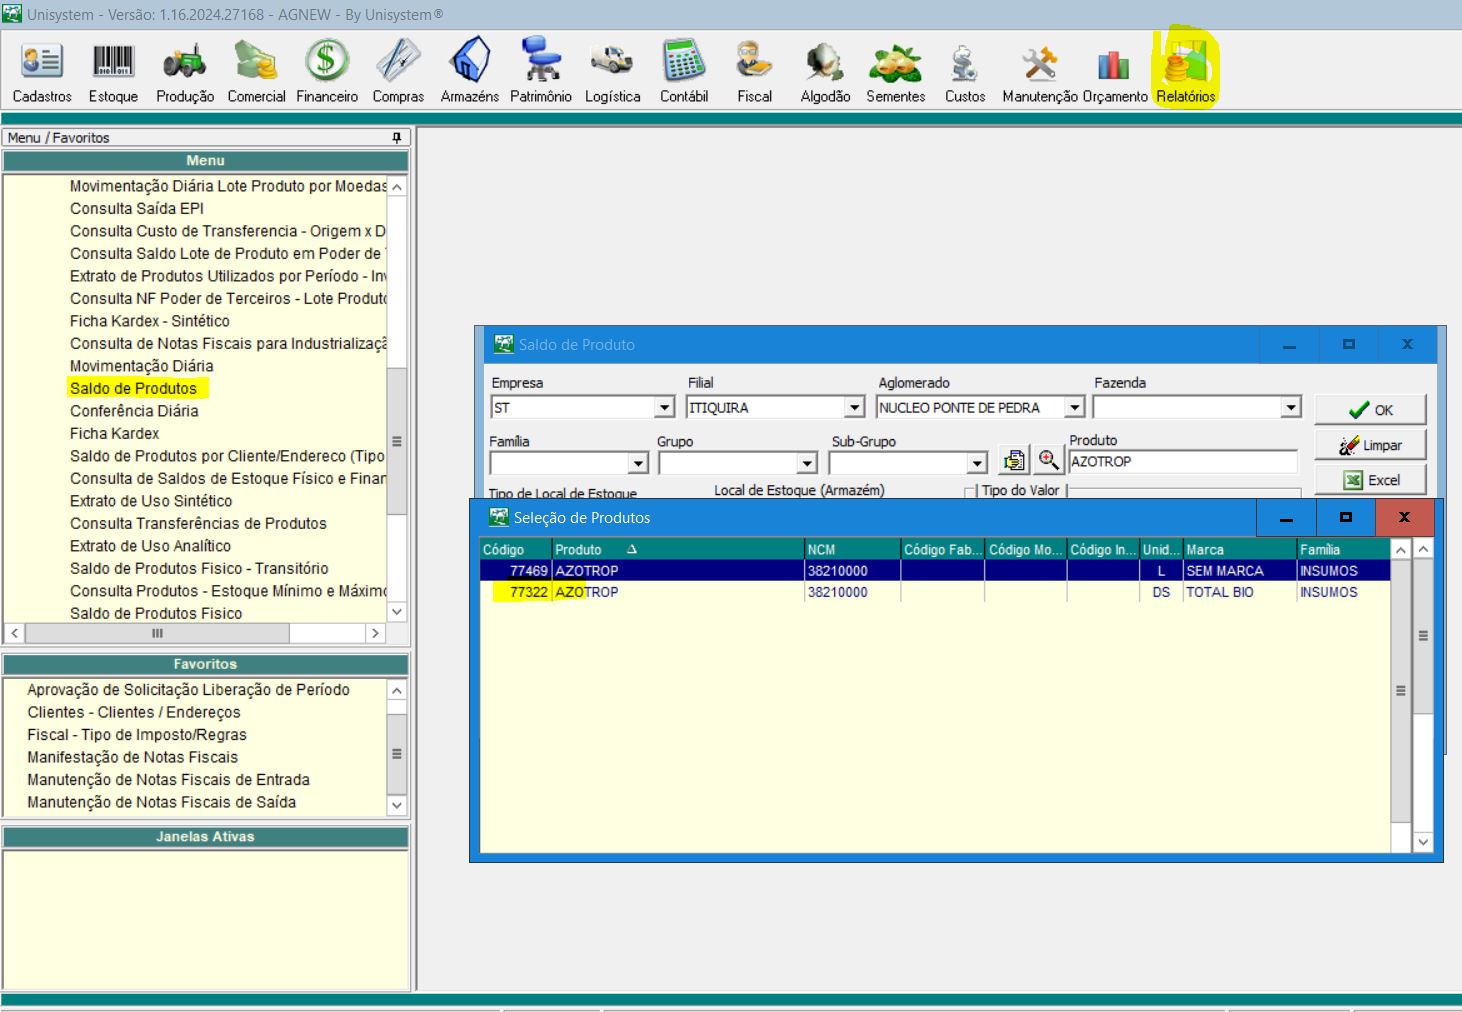 Unisystem - Versão: 1.16.2024.27168 - AGNEW - By Unisystem®
Cadastros Estoque Produção Comercial Financeiro Compras Armazéns Patrimônio Logística Contábil Fiscal Algodão Sementes Custos Manutenção Orçamento Relatórios
Menu / Favoritos
Menu
Movimentação Diária Lote Produto por Moedas
Consulta Saída EPI
Consulta Custo de Transferencia - Origem x D
Consulta Saldo Lote de Produto em Poder de
Extrato de Produtos Utilizados por Período - Inv
Consulta NF Poder de Terceiros - Lote Produto
Ficha Kardex - Sintético
Consulta de Notas Fiscais para Industrializaçã
Movimentação Diária
Saldo de Produtos
Conferência Diária
Ficha Kardex
Saldo de Produtos por Cliente/Endereco (Tipo
Consulta de Saldos de Estoque Físico e Finan
Extrato de Uso Sintético
Consulta Transferências de Produtos
Extrato de Uso Analítico
Saldo de Produtos Fisico - Transitório
Consulta Produtos - Estoque Mínimo e Máximo
Saldo de Produtos Fisico
Favoritos
Aprovação de Solicitação Liberação de Período
Clientes - Clientes / Endereços
Fiscal - Tipo de Imposto/Regras
Manifestação de Notas Fiscais
Manutenção de Notas Fiscais de Entrada
Manutenção de Notas Fiscais de Saída
Janelas Ativas
Saldo de Produto
Empresa Filial Aglomerado Fazenda
ST ITIQUIRA NUCLEO PONTE DE PEDRA OK
Família Grupo Sub-Grupo Produto
AZOTROP
Limpar
Excel
Tipo de Local de Estoque Local de Estoque (Armazém) Tipo do Valor
Seleção de Produtos
Código Produto NCM Código Fab... Código Mo... Código In... Unid... Marca Família
77469 AZOTROP 38210000 L SEM MARCA INSUMOS
77322 AZOTROP 38210000 DS TOTAL BIO INSUMOS